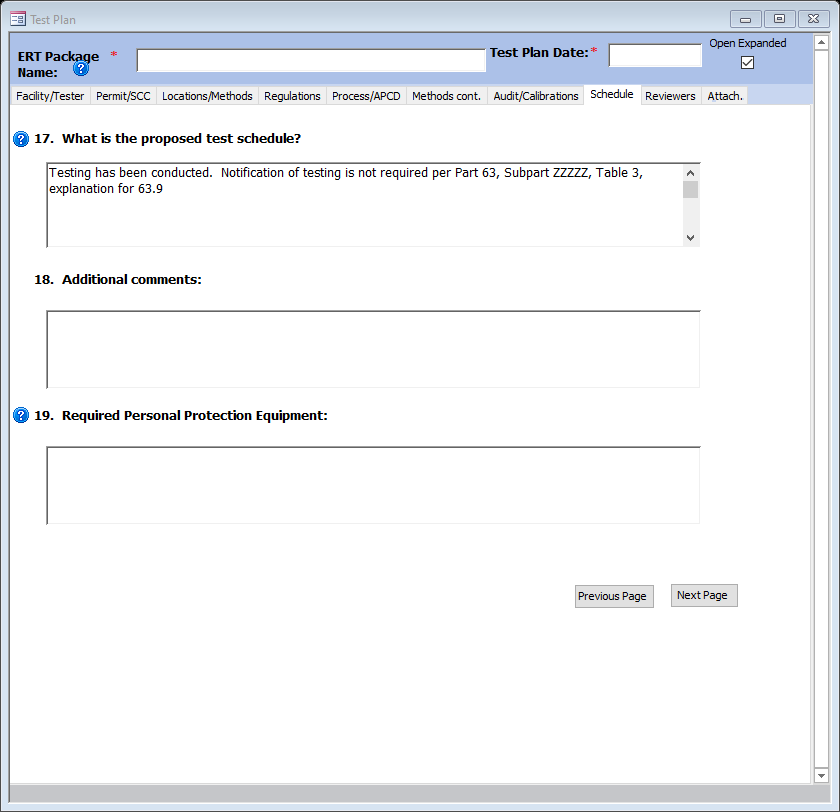 Test Plan
ERT Package * Name:
Test Plan Date:*
Open Expanded
Facility/Tester Permit/SCC Locations/Methods Regulations Process/APCD Methods cont. Audit/Calibrations Schedule Reviewers Attach.
? 17. What is the proposed test schedule?
Testing has been conducted. Notification of testing is not required per Part 63, Subpart ZZZZZ, Table 3,
explanation for 63.9
18. Additional comments:
? 19. Required Personal Protection Equipment:
Previous Page Next Page